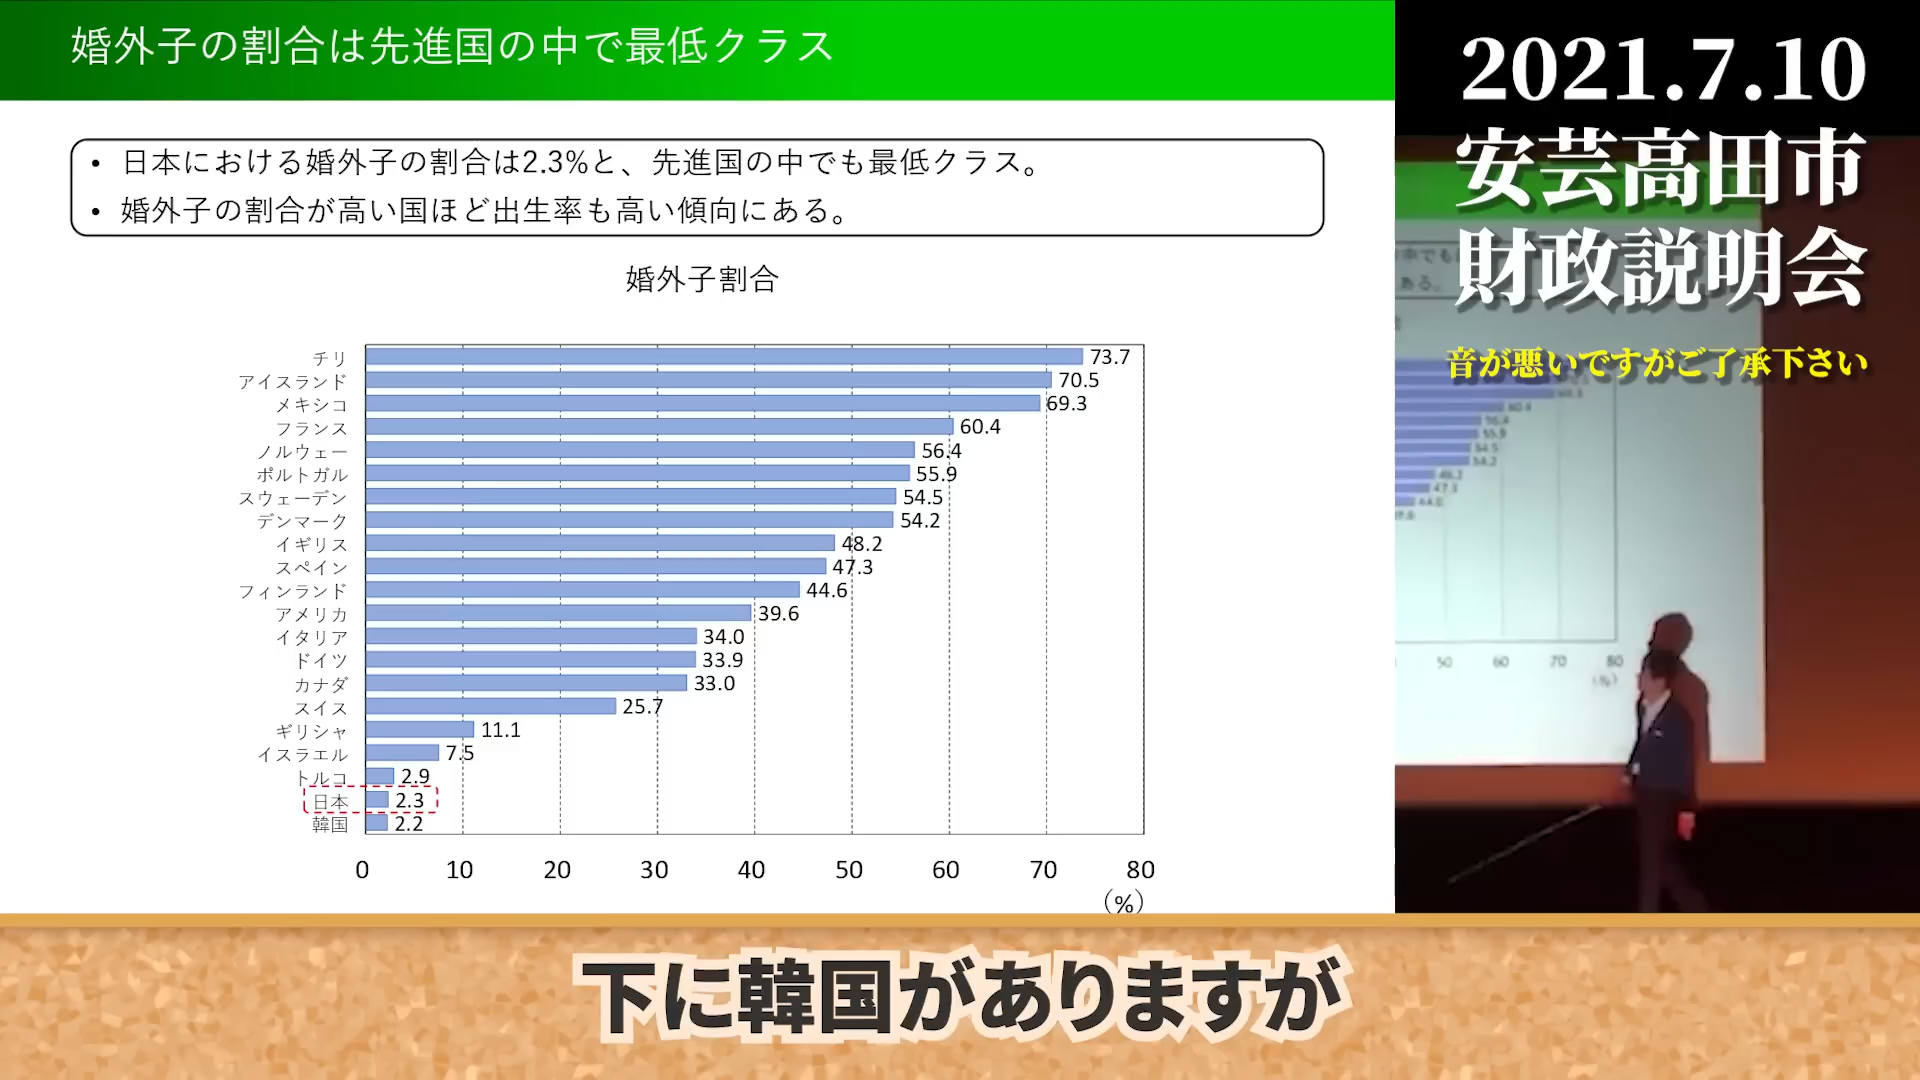 婚外子の割合は先進国の中で最低クラス
• 日本における婚外子の割合は2.3%と、先進国の中でも最低クラス。
• 婚外子の割合が高い国ほど出生率も高い傾向にある。
婚外子割合
チリ 73.7
アイスランド 70.5
メキシコ 69.3
フランス 60.4
ノルウェー 56.4
ポルトガル 55.9
スウェーデン 54.5
デンマーク 54.2
イギリス 48.2
スペイン 47.3
フィンランド 44.6
アメリカ 39.6
イタリア 34.0
ドイツ 33.9
カナダ 33.0
スイス 25.7
ギリシャ 11.1
イスラエル 7.5
トルコ 2.9
日本 2.3
韓国 2.2
0 10 20 30 40 50 60 70 80
(%)
2021.7.10
安芸高田市
財政説明会
音が悪いですがご了承下さい
50 60 70 80
下に韓国がありますが